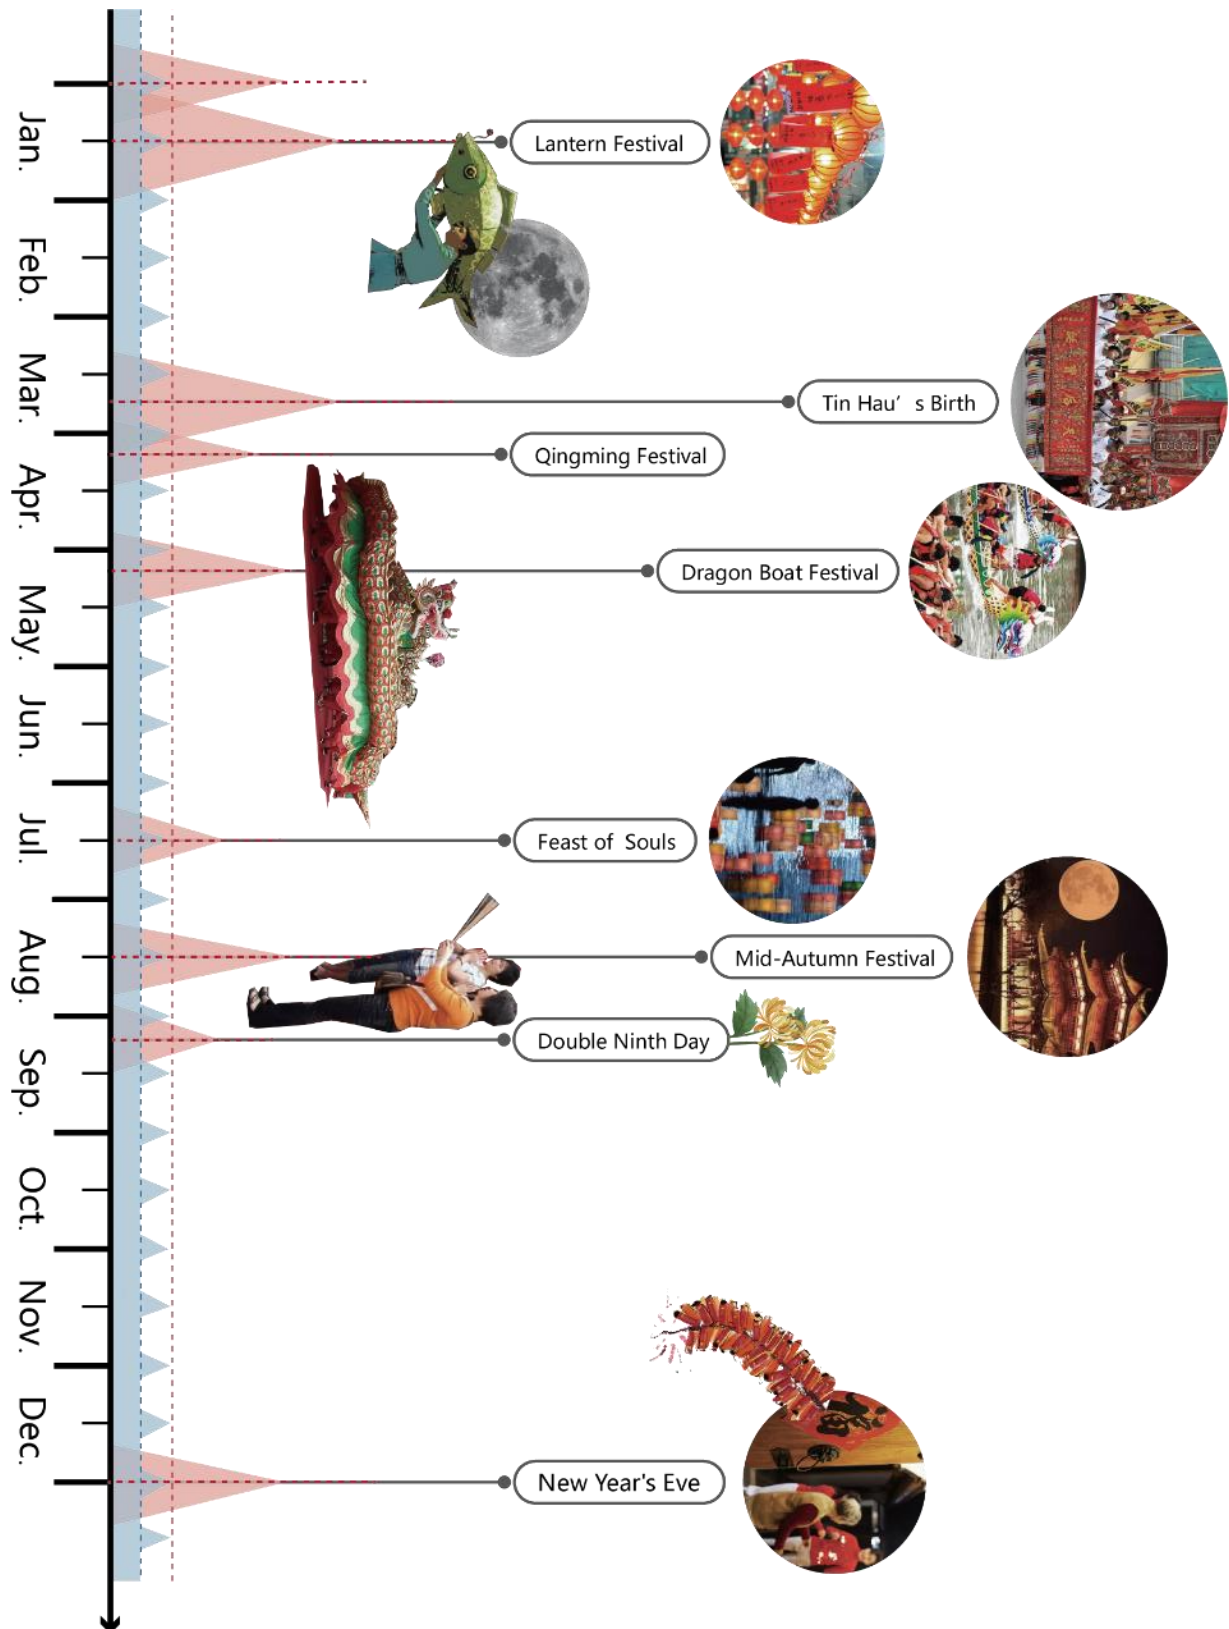 Jan.
Lantern Festival
Feb.
Mar.
Tin Hau's Birth
Qingming Festival
Apr.
Dragon Boat Festival
May.
Jun.
Jul.
Feast of Souls
Aug.
Mid-Autumn Festival
Double Ninth Day
Sep.
Oct.
Nov.
Dec.
New Year's Eve